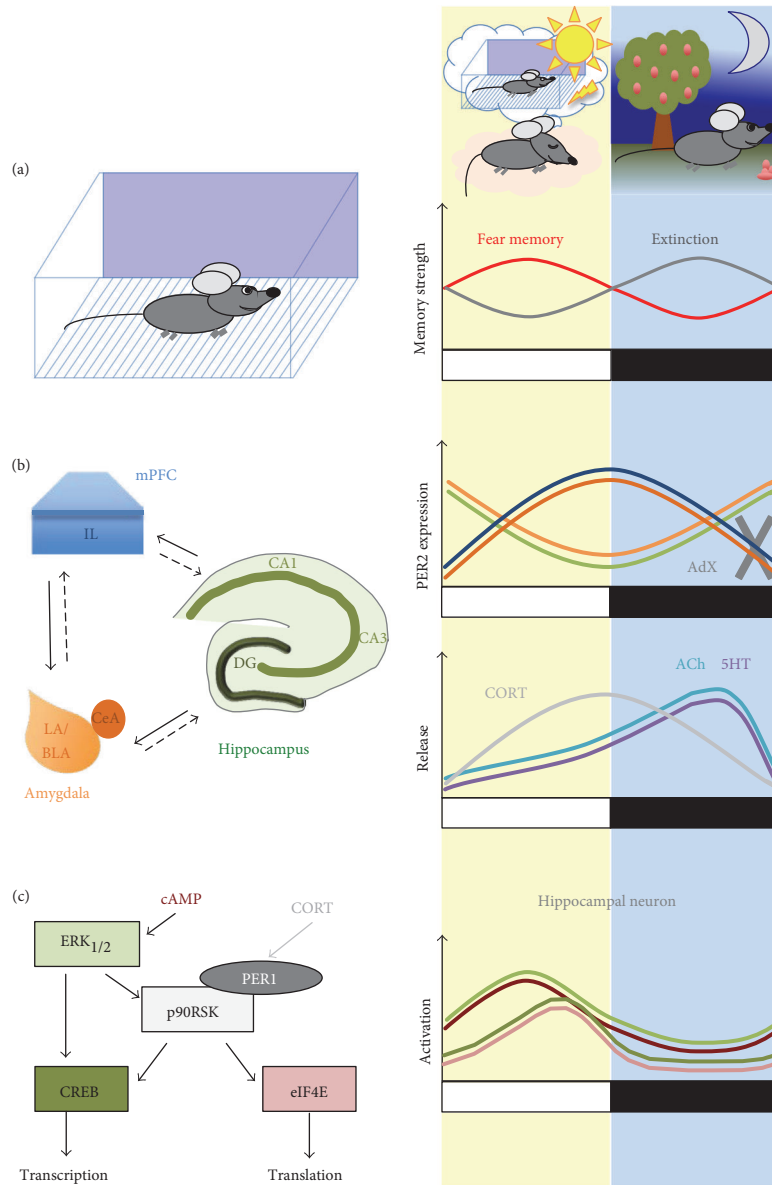 (a)
Memory strength
Fear memory
Extinction
(b)
mPFC
IL
CA1
CA3
DG
Hippocampus
LA/
BLA
CeA
Amygdala
PER2 expression
AdX
Release
CORT
ACh
5HT
(c)
cAMP
CORT
ERK1/2
PER1
p90RSK
CREB
eIF4E
Transcription
Translation
Hippocampal neuron
Activation